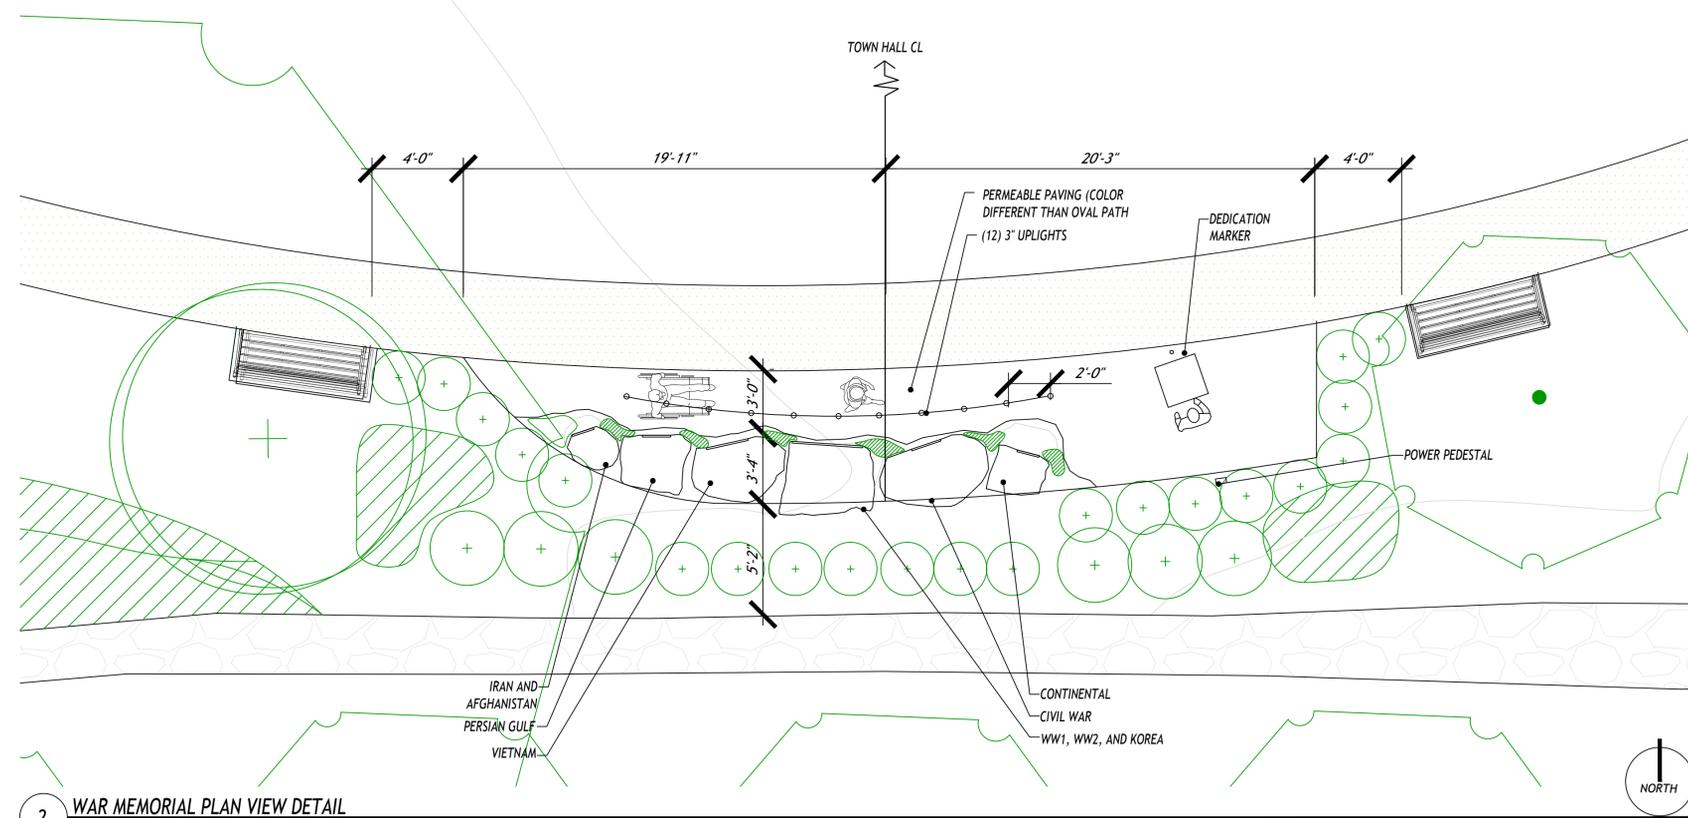 TOWN HALL CL
4'-0"
19'-11"
20'-3"
4'-0"
PERMEABLE PAVING (COLOR
DIFFERENT THAN OVAL PATH
(12) 3" UPLIGHTS
DEDICATION
MARKER
2'-0"
3'-0"
3'-4"
5'-2"
POWER PEDESTAL
IRAN AND
AFGHANISTAN
PERSIAN GULF
VIETNAM
CONTINENTAL
CIVIL WAR
WW1, WW2, AND KOREA
NORTH
2
WAR MEMORIAL PLAN VIEW DETAIL